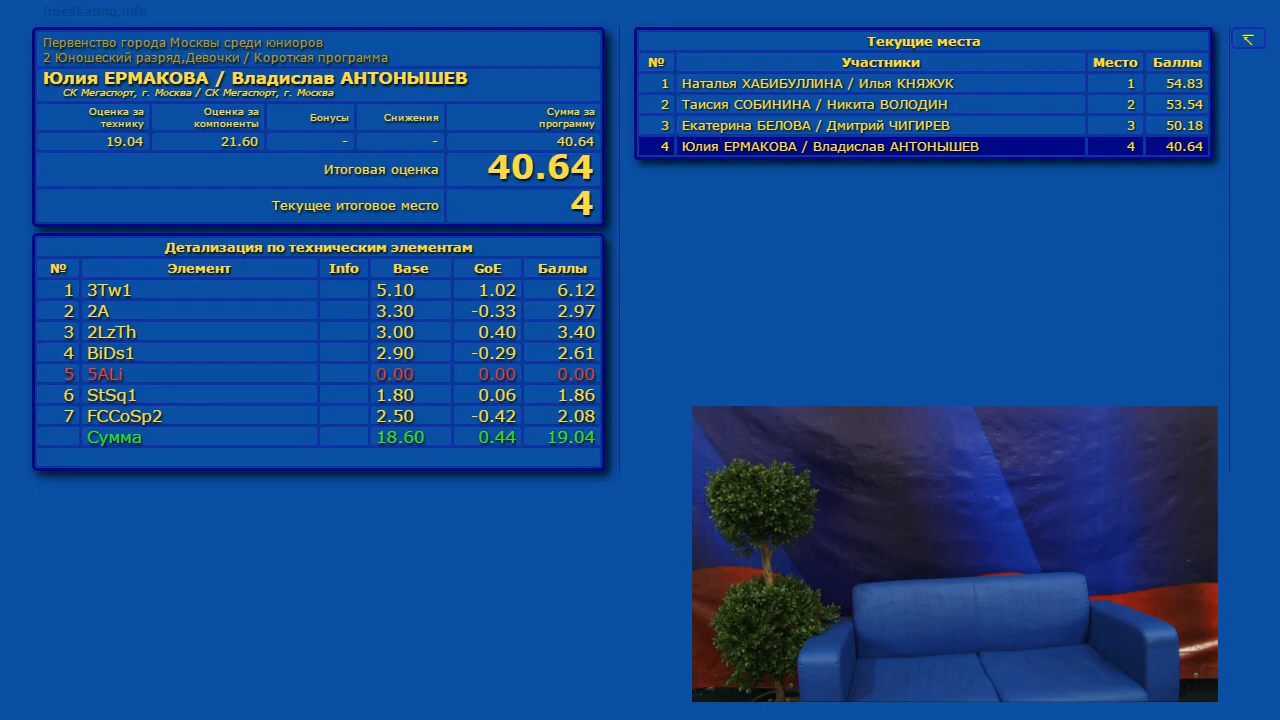 freeskating.info
Первенство города Москвы среди юниоров
2 Юношеский разряд,Девочки / Короткая программа
Юлия ЕРМАКОВА / Владислав АНТОНЫШЕВ
СК Мегаспорт, г. Москва / СК Мегаспорт, г. Москва
Оценка за технику Оценка за компоненты Бонусы Снижения Сумма за программу
19.04 21.60 - - 40.64
Итоговая оценка 40.64
Текущее итоговое место 4
Детализация по техническим элементам
№ Элемент Info Base GoE Баллы
1 3Tw1 5.10 1.02 6.12
2 2A 3.30 -0.33 2.97
3 2LzTh 3.00 0.40 3.40
4 BiDs1 2.90 -0.29 2.61
5 5ALi 0.00 0.00 0.00
6 StSq1 1.80 0.06 1.86
7 FCCoSp2 2.50 -0.42 2.08
Сумма 18.60 0.44 19.04
Текущие места
№ Участники Место Баллы
1 Наталья ХАБИБУЛЛИНА / Илья КНЯЖУК 1 54.83
2 Таисия СОБИНИНА / Никита ВОЛОДИН 2 53.54
3 Екатерина БЕЛОВА / Дмитрий ЧИГИРЕВ 3 50.18
4 Юлия ЕРМАКОВА / Владислав АНТОНЫШЕВ 4 40.64